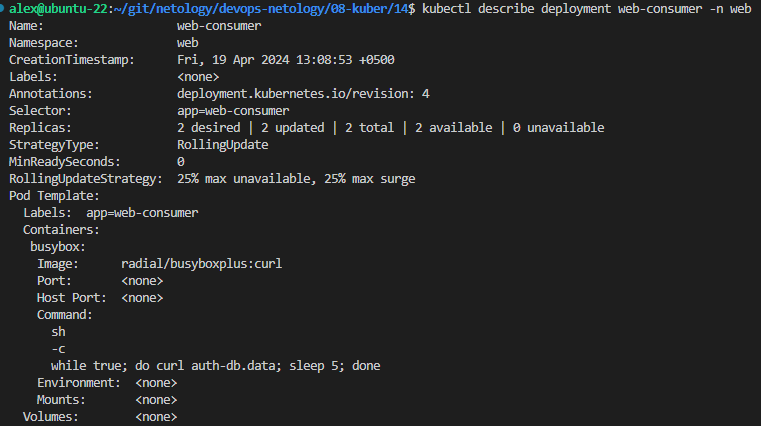 alex@ubuntu-22:~/git/netology/devops-netology/08-kuber/14$ kubectl describe deployment web-consumer -n web
Name:                   web-consumer
Namespace:              web
CreationTimestamp:      Fri, 19 Apr 2024 13:08:53 +0500
Labels:                 <none>
Annotations:            deployment.kubernetes.io/revision: 4
Selector:               app=web-consumer
Replicas:               2 desired | 2 updated | 2 total | 2 available | 0 unavailable
StrategyType:           RollingUpdate
MinReadySeconds:        0
RollingUpdateStrategy:  25% max unavailable, 25% max surge
Pod Template:
  Labels:  app=web-consumer
  Containers:
   busybox:
    Image:      radial/busyboxplus:curl
    Port:       <none>
    Host Port:  <none>
    Command:
      sh
      -c
      while true; do curl auth-db.data; sleep 5; done
    Environment:  <none>
    Mounts:       <none>
  Volumes:        <none>